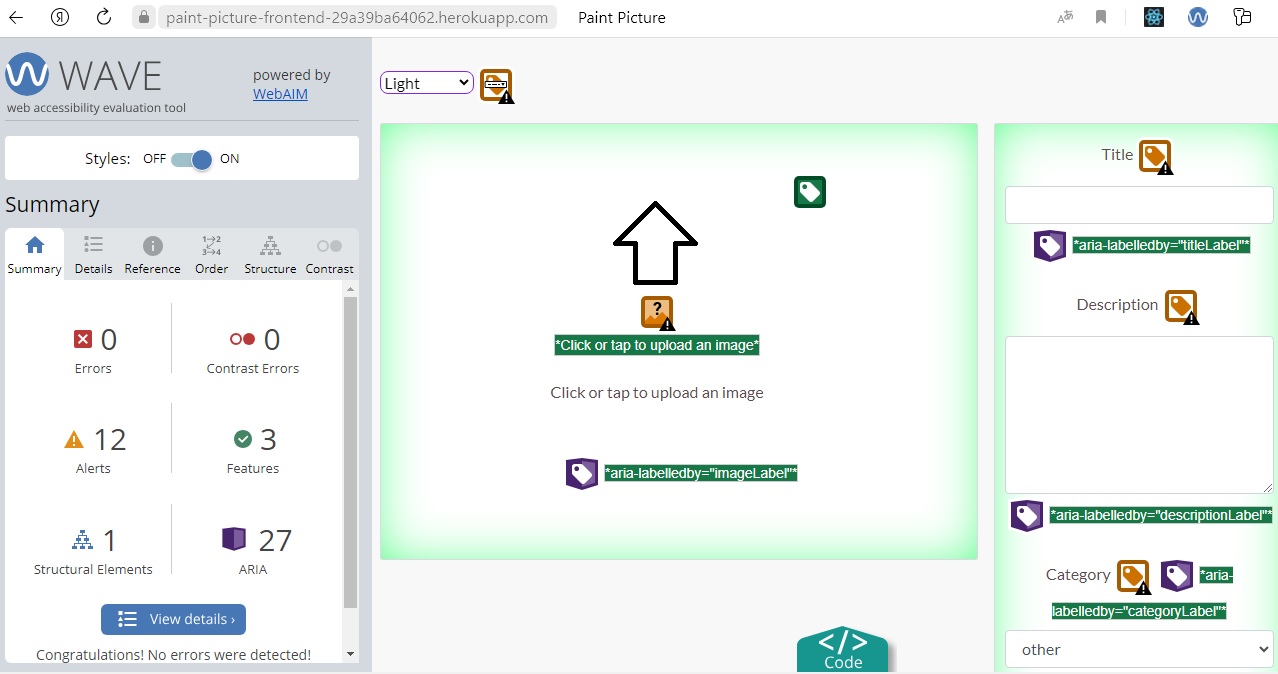 paint-picture-frontend-29a39ba64062.herokuapp.com Paint Picture
WAVE
powered by
WebAIM
web accessibility evaluation tool
Styles: OFF ON
Summary
Summary Details Reference Order Structure Contrast
0
Errors
0
Contrast Errors
12
Alerts
3
Features
1
Structural Elements
27
ARIA
View details ›
Congratulations! No errors were detected!
Light
*Click or tap to upload an image*
Click or tap to upload an image
*aria-labelledby="imageLabel"*
</> 
Code
Title
*aria-labelledby="titleLabel"*
Description
*aria-labelledby="descriptionLabel"*
Category *aria-
labelledby="categoryLabel"*
other